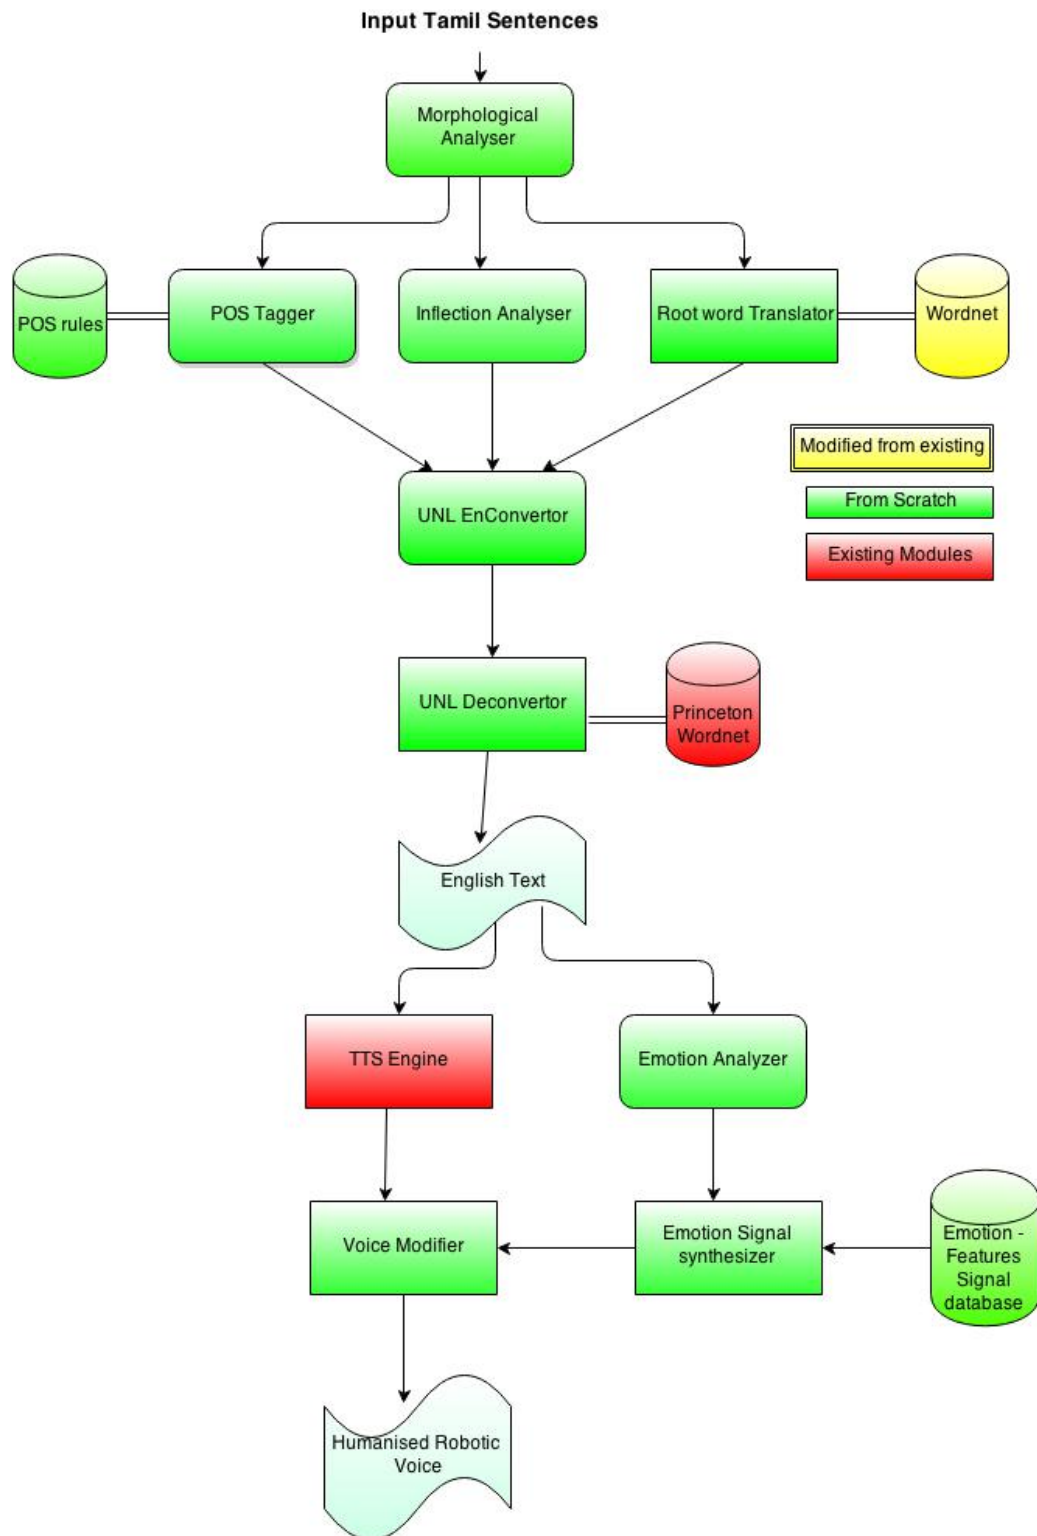 Input Tamil Sentences
Morphological
Analyser
POS rules
POS Tagger
Inflection Analyser
Root word Translator
Wordnet
Modified from existing
From Scratch
Existing Modules
UNL EnConvertor
UNL Deconvertor
Princeton
Wordnet
English Text
TTS Engine
Emotion Analyzer
Voice Modifier
Emotion Signal
synthesizer
Emotion -
Features
Signal
database
Humanised Robotic
Voice